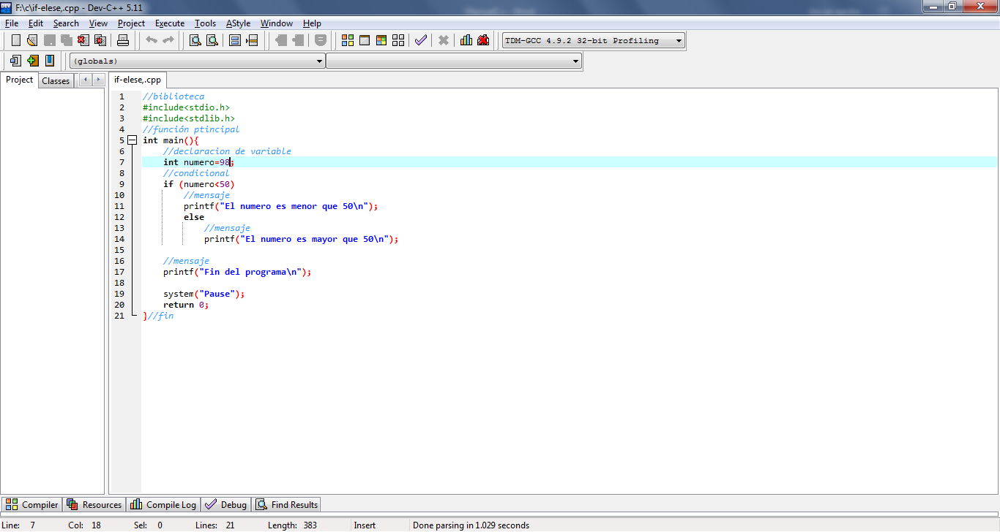 F:\c\if-elese,.cpp - Dev-C++ 5.11
File Edit Search View Project Execute Tools AStyle Window Help
TDM-GCC 4.9.2 32-bit Profiling
(globals)
Project Classes
if-elese,.cpp
1 //biblioteca
2 #include<stdio.h>
3 #include<stdlib.h>
4 //función ptincipal
5 int main(){
6 //declaracion de variable
7 int numero=98;
8 //condicional
9 if (numero<50)
10 //mensaje
11 printf("El numero es menor que 50\n");
12 else
13 //mensaje
14 printf("El numero es mayor que 50\n");
15
16 //mensaje
17 printf("Fin del programa\n");
18
19 system("Pause");
20 return 0;
21 }//fin
Compiler Resources Compile Log Debug Find Results
Line: 7 Col: 18 Sel: 0 Lines: 21 Length: 383 Insert Done parsing in 1.029 seconds